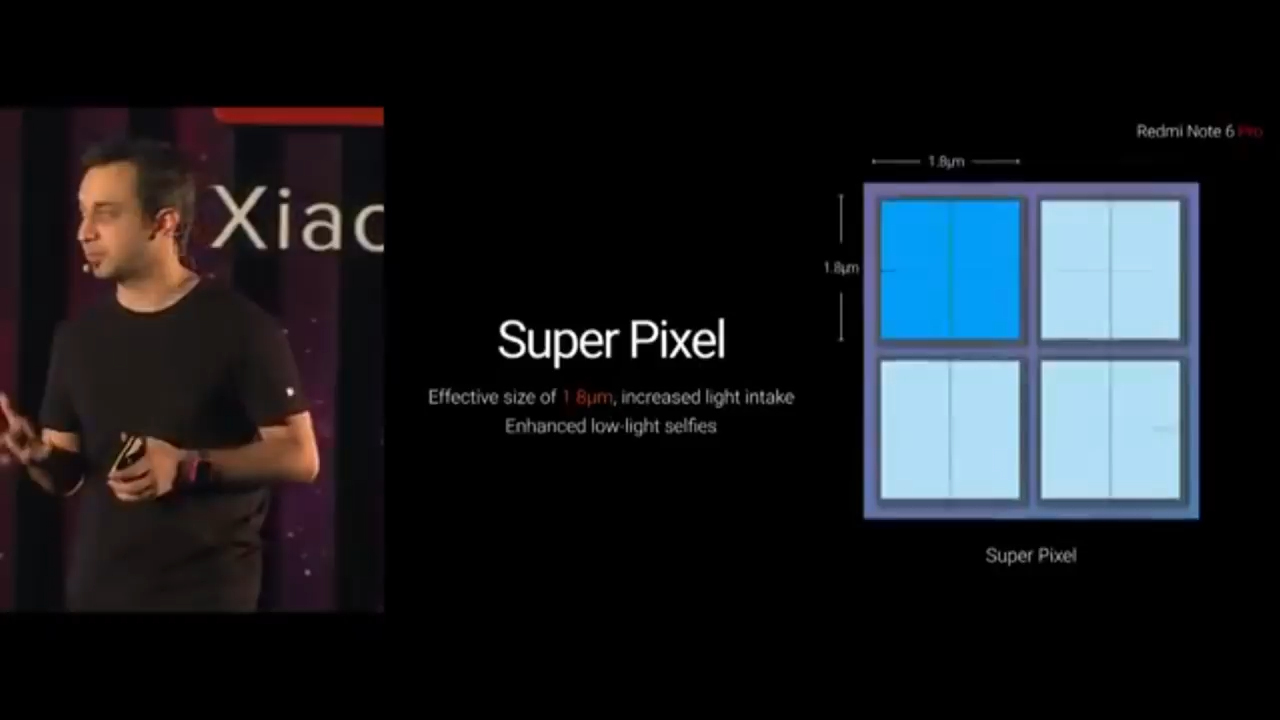 Xiao
Redmi Note 6 Pro
1.8μm
1.8μm
Super Pixel
Effective size of 1.8μm, increased light intake
Enhanced low-light selfies
Super Pixel